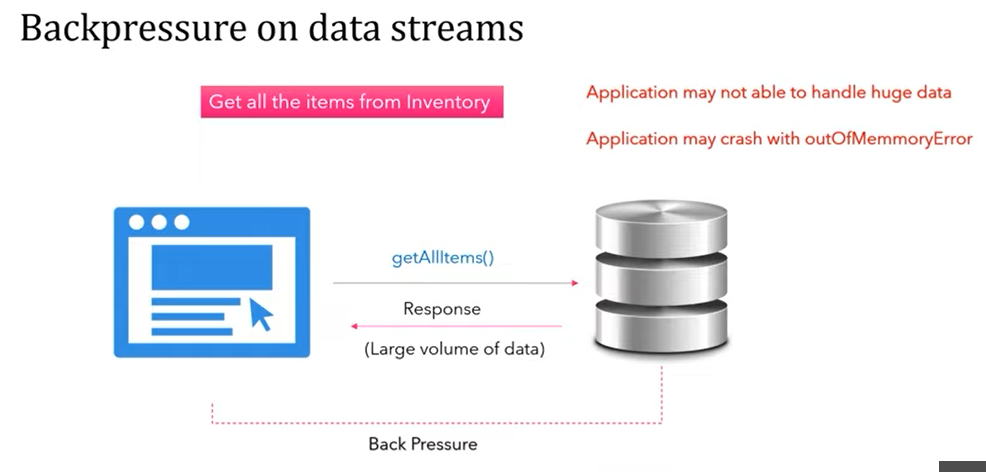 Backpressure on data streams
Get all the items from Inventory
Application may not able to handle huge data
Application may crash with outOfMemmoryError
getAllItems()
Response
(Large volume of data)
Back Pressure